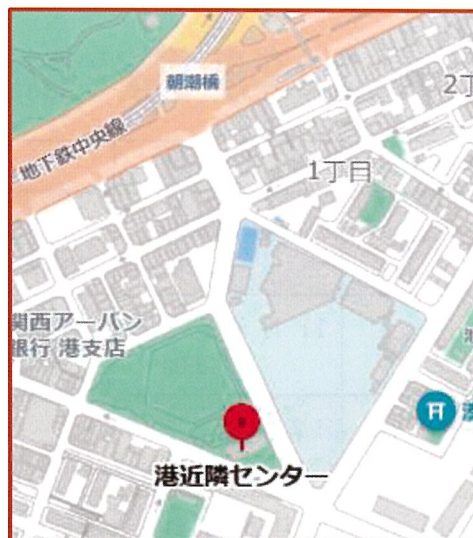 朝潮橋
2丁
地下鉄中央線
1丁目
関西アーバン
銀行 港支店
港近隣センター